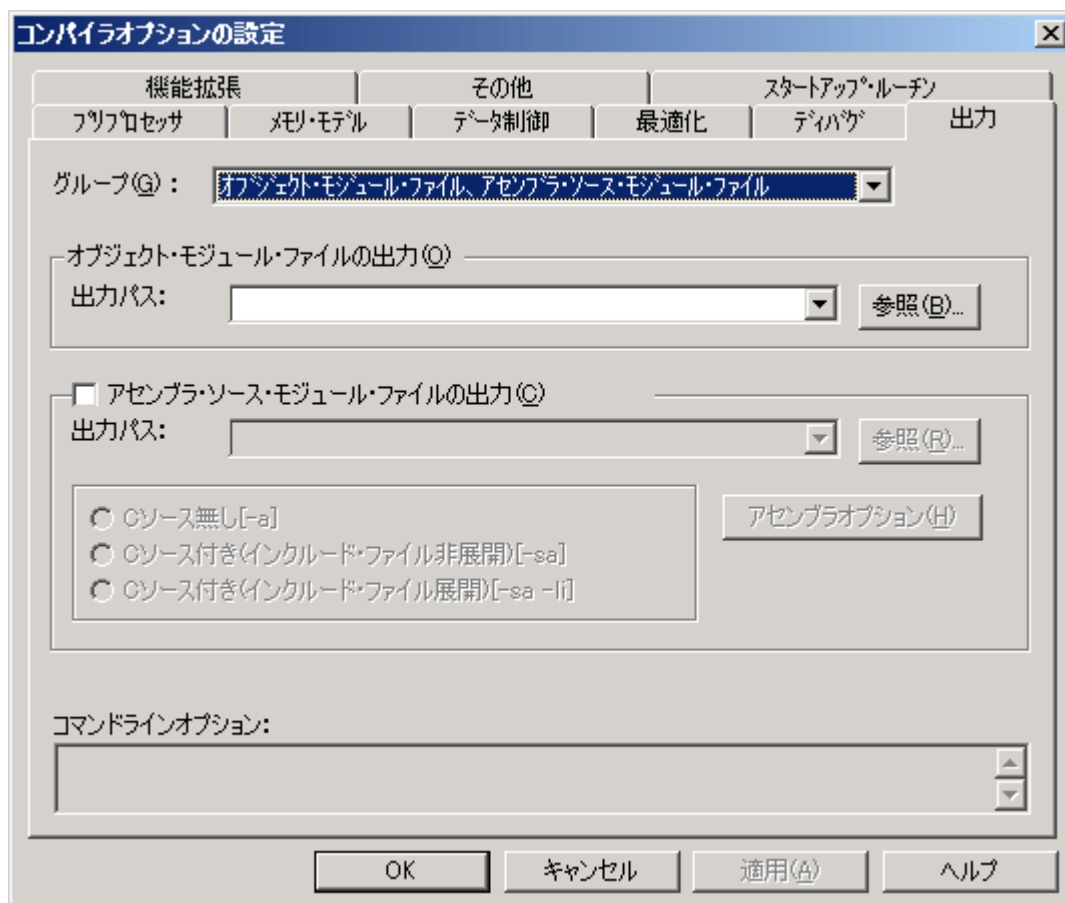 コンパイラオプションの設定
機能拡張 その他 スタートアップ・ルーチン
プリプロセッサ メモリ・モデル データ制御 最適化 ディバグ 出力
グループ(G)： オブジェクト・モジュール・ファイル、アセンブラ・ソース・モジュール・ファイル
オブジェクト・モジュール・ファイルの出力(O)
出力パス： 参照(B)...
アセンブラ・ソース・モジュール・ファイルの出力(C)
出力パス： 参照(R)...
Cソース無し[-a]
アセンブラオプション(H)
Cソース付き(インクルード・ファイル非展開)[-sa]
Cソース付き(インクルード・ファイル展開)[-sa -li]
コマンドラインオプション：
OK キャンセル 適用(A) ヘルプ